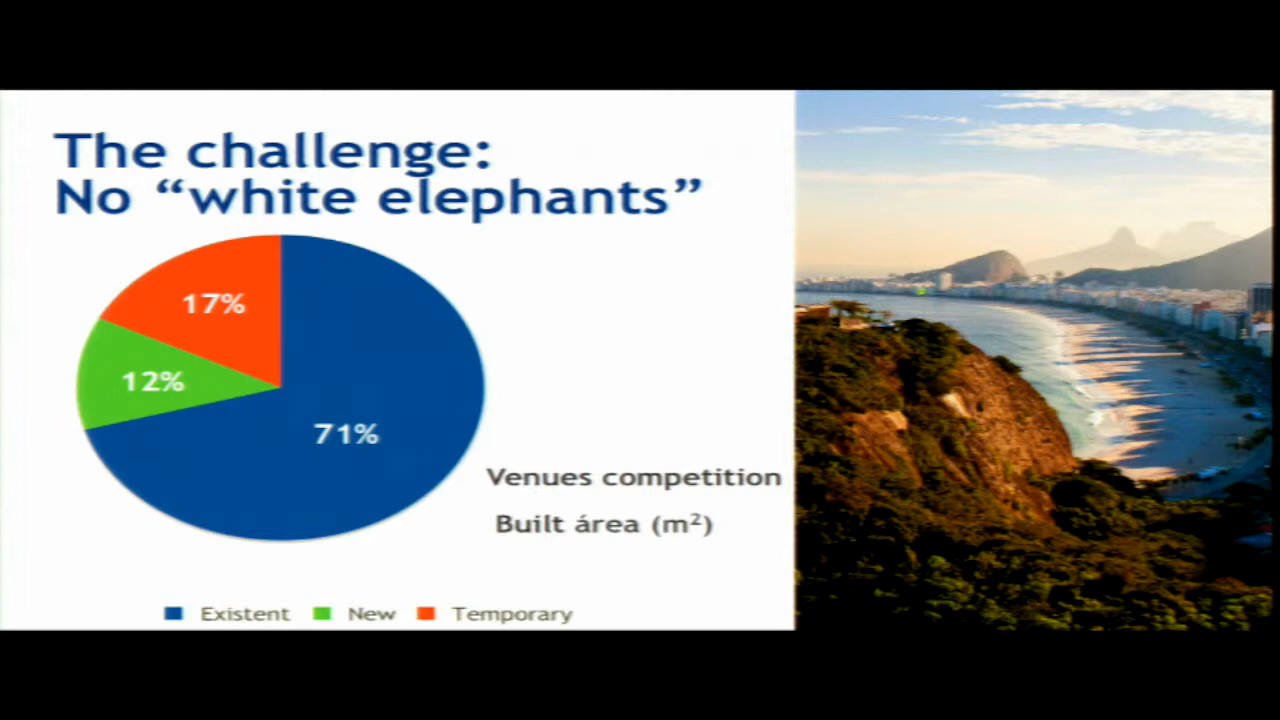 The challenge:
No “white elephants”
17%
12%
71%
Venues competition
Built área (m²)
Existent New Temporary